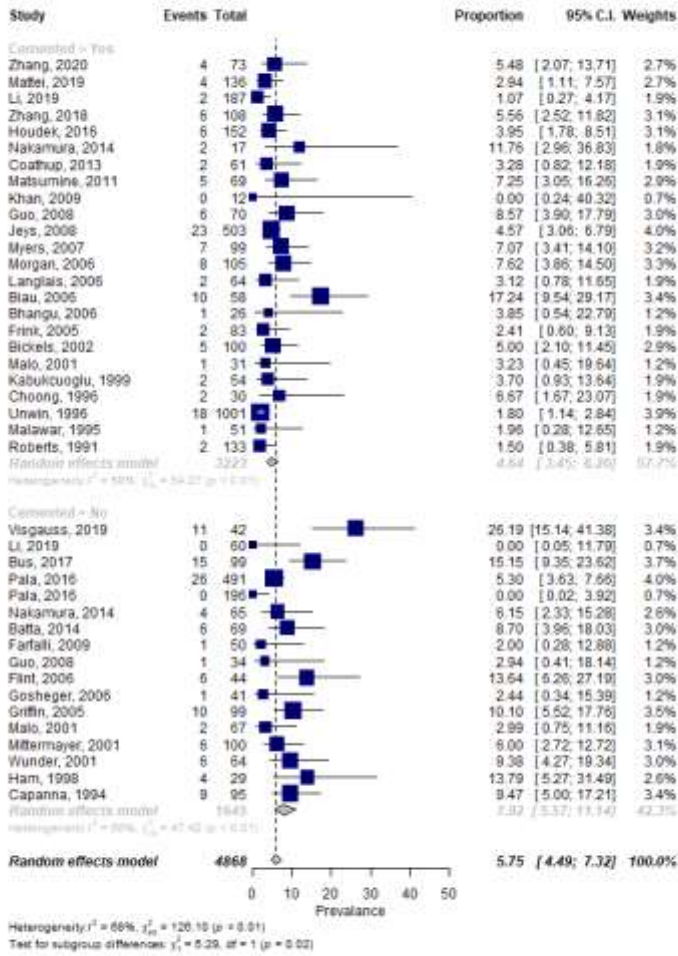 Study Events Total Proportion 95% C.I. Weights
Cemented = Yes
Zhang, 2020 4 73 5.48 [2.07; 13.71] 2.7%
Mattei, 2019 4 136 2.94 [1.11; 7.57] 2.7%
Li, 2019 2 187 1.07 [0.27; 4.17] 1.9%
Zhang, 2018 6 108 5.56 [2.52; 11.82] 3.1%
Houdek, 2016 6 152 3.95 [1.78; 8.51] 3.1%
Nakamura, 2014 2 17 11.76 [2.96; 36.83] 1.8%
Coathup, 2013 2 61 3.28 [0.82; 12.18] 1.9%
Matsumine, 2011 5 69 7.25 [3.05; 16.26] 2.9%
Khan, 2009 0 12 0.00 [0.24; 40.32] 0.7%
Guo, 2008 6 70 8.57 [3.90; 17.79] 3.0%
Jeys, 2008 23 503 4.57 [3.06; 6.79] 4.0%
Myers, 2007 7 99 7.07 [3.41; 14.10] 3.2%
Morgan, 2006 8 105 7.62 [3.86; 14.50] 3.3%
Langlais, 2006 2 64 3.12 [0.78; 11.65] 1.9%
Biau, 2006 10 58 17.24 [9.54; 29.17] 3.4%
Bhangu, 2006 1 26 3.85 [0.54; 22.79] 1.2%
Frink, 2005 2 83 2.41 [0.60; 9.13] 1.9%
Bickels, 2002 5 100 5.00 [2.10; 11.45] 2.9%
Malo, 2001 1 31 3.23 [0.45; 19.64] 1.2%
Kabukcuoglu, 1999 2 54 3.70 [0.93; 13.64] 1.9%
Choong, 1996 2 30 6.67 [1.67; 23.07] 1.9%
Unwin, 1996 18 1001 1.80 [1.14; 2.84] 3.9%
Malawar, 1995 1 51 1.96 [0.28; 12.65] 1.2%
Roberts, 1991 2 133 1.50 [0.38; 5.81] 1.9%
Random effects model 3223 4.64 [3.45; 6.20] 57.7%
Cemented = No
Visgauss, 2019 11 42 26.19 [15.14; 41.38] 3.4%
Li, 2019 0 60 0.00 [0.05; 11.79] 0.7%
Bus, 2017 15 99 15.15 [9.35; 23.62] 3.7%
Pala, 2016 26 491 5.30 [3.63; 7.66] 4.0%
Pala, 2016 0 196 0.00 [0.02; 3.92] 0.7%
Nakamura, 2014 4 65 6.15 [2.33; 15.28] 2.6%
Batta, 2014 6 69 8.70 [3.96; 18.03] 3.0%
Farfalli, 2009 1 50 2.00 [0.28; 12.88] 1.2%
Guo, 2008 1 34 2.94 [0.41; 18.14] 1.2%
Flint, 2006 6 44 13.64 [6.26; 27.19] 3.0%
Gosheger, 2006 1 41 2.44 [0.34; 15.39] 1.2%
Griffin, 2005 10 99 10.10 [5.52; 17.76] 3.5%
Malo, 2001 2 67 2.99 [0.75; 11.16] 1.9%
Mittermayer, 2001 6 100 6.00 [2.72; 12.72] 3.1%
Wunder, 2001 6 64 9.38 [4.27; 19.34] 3.0%
Ham, 1998 4 29 13.79 [5.27; 31.49] 2.6%
Capanna, 1994 9 95 9.47 [5.00; 17.21] 3.4%
Random effects model 1645 7.92 [5.57; 11.14] 42.3%
Random effects model 4868 5.75 [4.49; 7.32] 100.0%
0 10 20 30 40 50
Prevalance
Heterogeneity: I² = 68%, χ²₄₀ = 126.10 (p < 0.01)
Test for subgroup differences: χ²₁ = 5.29, df = 1 (p = 0.02)